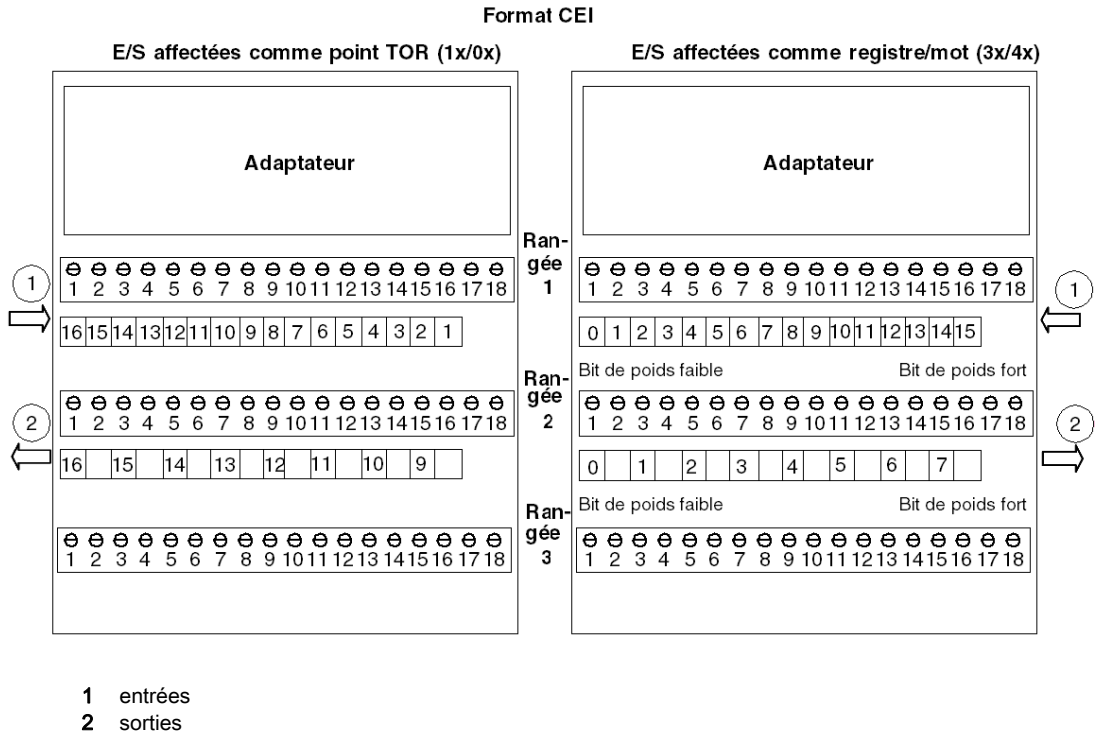 Format CEI
E/S affectées comme point TOR (1x/0x)
E/S affectées comme registre/mot (3x/4x)
Adaptateur
Adaptateur
Ran-
gée
1
1
1 2 3 4 5 6 7 8 9 10 11 12 13 14 15 16 17 18
1 2 3 4 5 6 7 8 9 10 11 12 13 14 15 16 17 18
1
16 15 14 13 12 11 10 9 8 7 6 5 4 3 2 1
0 1 2 3 4 5 6 7 8 9 10 11 12 13 14 15
Bit de poids faible
Bit de poids fort
Ran-
gée
2
2
1 2 3 4 5 6 7 8 9 10 11 12 13 14 15 16 17 18
1 2 3 4 5 6 7 8 9 10 11 12 13 14 15 16 17 18
2
16 15 14 13 12 11 10 9
0 1 2 3 4 5 6 7
Bit de poids faible
Bit de poids fort
Ran-
gée
3
1 2 3 4 5 6 7 8 9 10 11 12 13 14 15 16 17 18
1 2 3 4 5 6 7 8 9 10 11 12 13 14 15 16 17 18
1 entrées
2 sorties